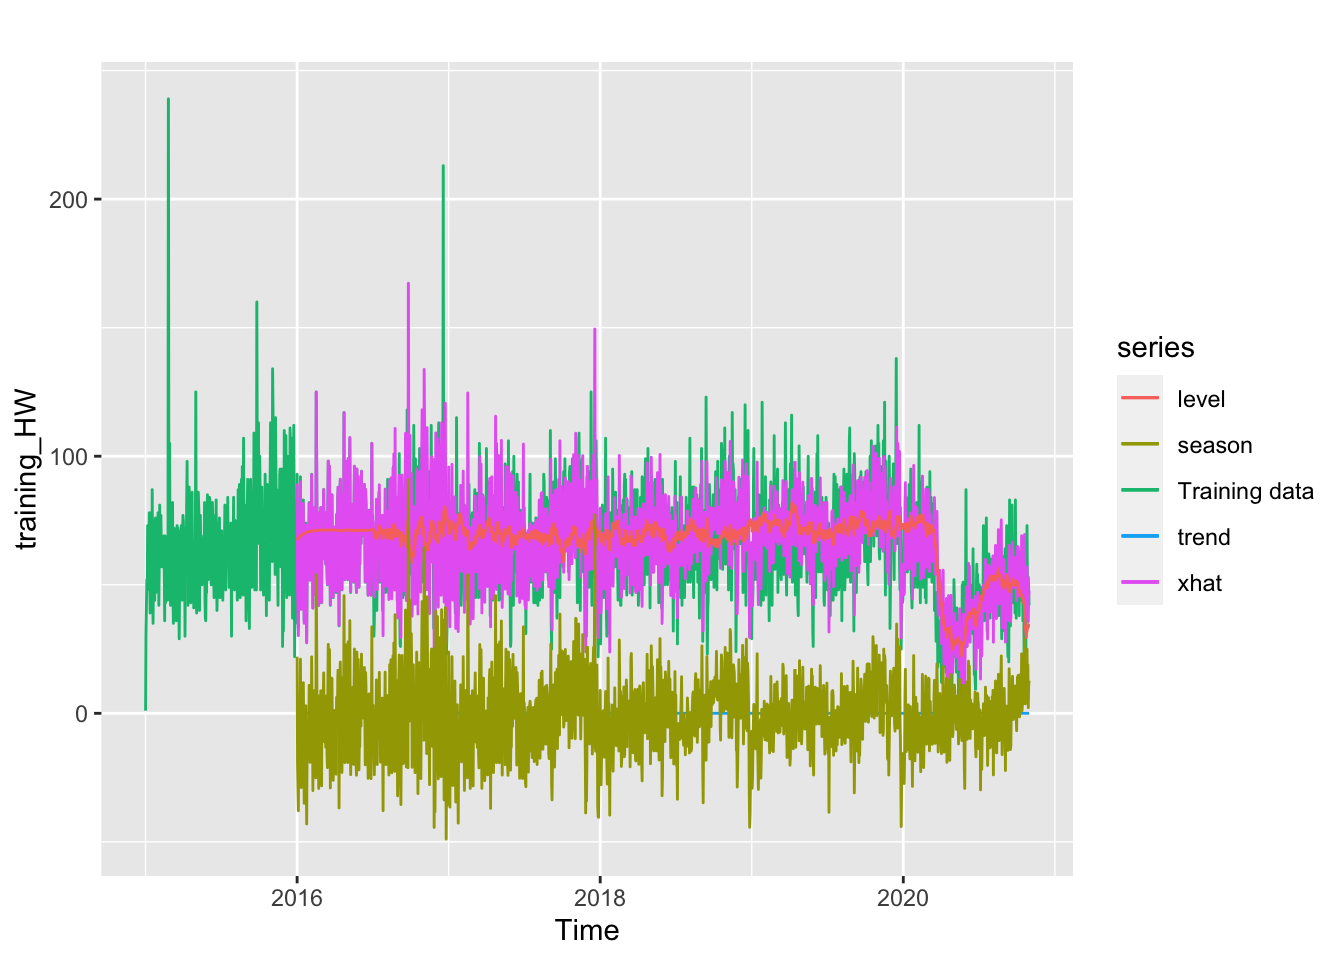 training_HW
200
100
0
2016
2018
2020
Time
series
level
season
Training data
trend
xhat